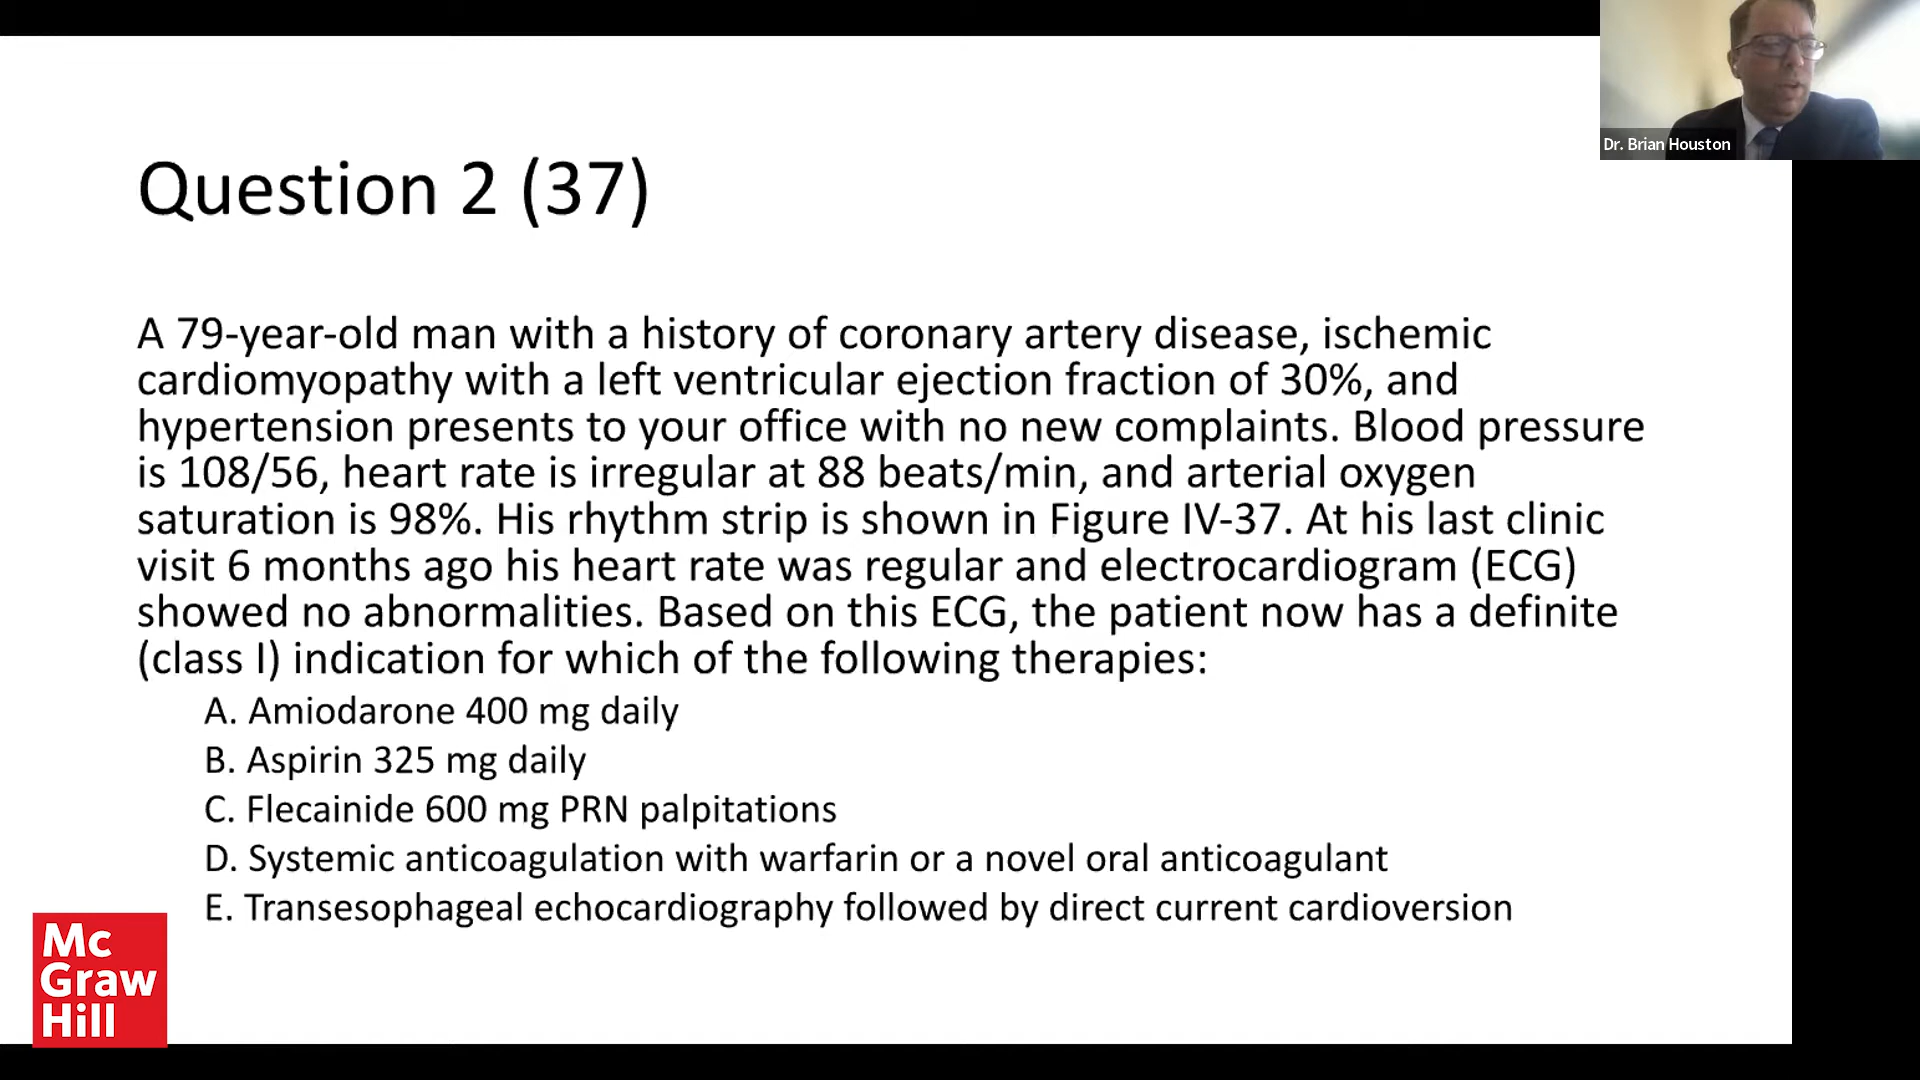 Dr. Brian Houston
Question 2 (37)
A 79-year-old man with a history of coronary artery disease, ischemic
cardiomyopathy with a left ventricular ejection fraction of 30%, and
hypertension presents to your office with no new complaints. Blood pressure
is 108/56, heart rate is irregular at 88 beats/min, and arterial oxygen
saturation is 98%. His rhythm strip is shown in Figure IV-37. At his last clinic
visit 6 months ago his heart rate was regular and electrocardiogram (ECG)
showed no abnormalities. Based on this ECG, the patient now has a definite
(class I) indication for which of the following therapies:
A. Amiodarone 400 mg daily
B. Aspirin 325 mg daily
C. Flecainide 600 mg PRN palpitations
D. Systemic anticoagulation with warfarin or a novel oral anticoagulant
E. Transesophageal echocardiography followed by direct current cardioversion
Mc
Graw
Hill